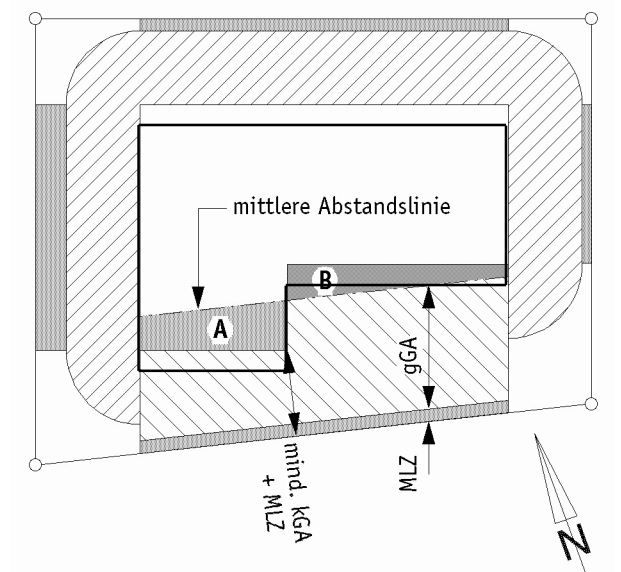 mittlere Abstandslinie
B
A
gGA
mind. kGA
+ MLZ
MLZ
N